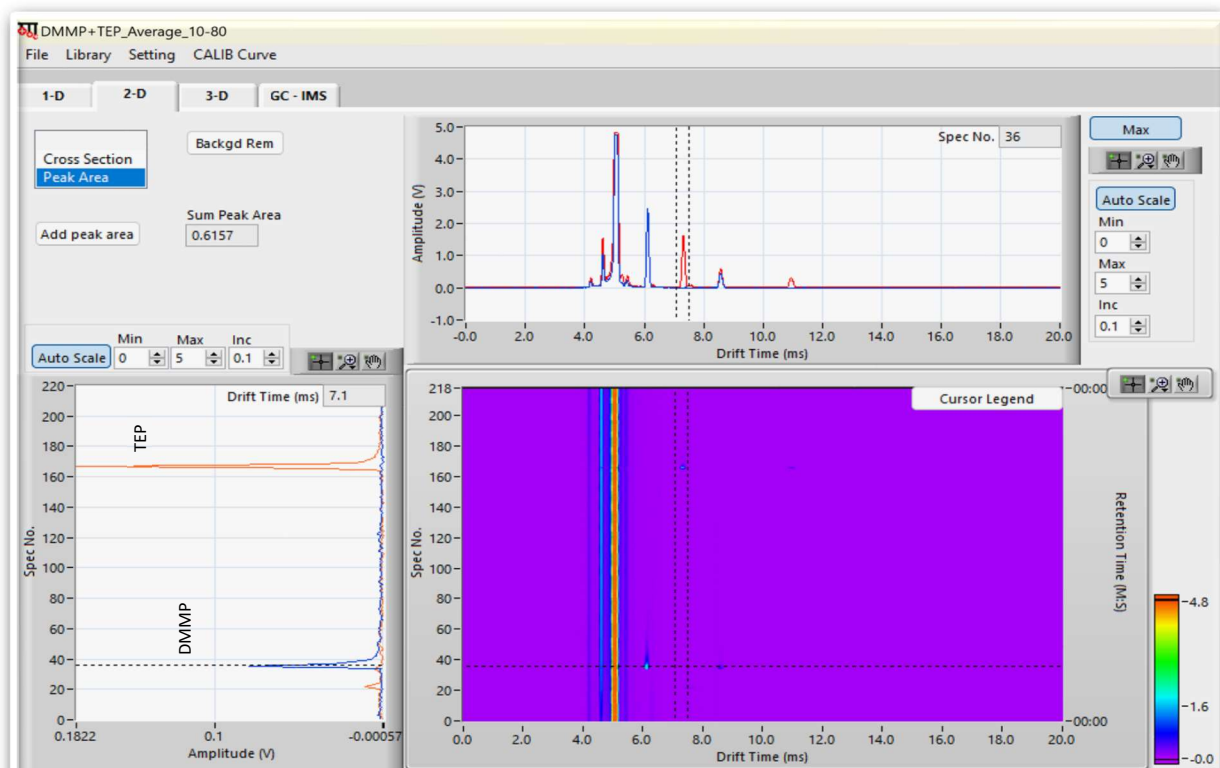 DMMP+TEP_Average_10-80
File Library Setting CALIB Curve
1-D 2-D 3-D GC - IMS
Cross Section
Peak Area
Backgd Rem
Add peak area
Sum Peak Area
0.6157
Auto Scale
Min
0
Max
5
Inc
0.1
Spec No. 36
Amplitude (V)
5.0
4.0
3.0
2.0
1.0
0.0
-1.0
-0.0 2.0 4.0 6.0 8.0 10.0 12.0 14.0 16.0 18.0 20.0
Drift Time (ms)
Max
Auto Scale
Min
0
Max
5
Inc
0.1
Drift Time (ms) 7.1
Spec No.
220
200
180
160
140
120
100
80
60
40
20
0
TEP
DMMP
0.1822 0.1 -0.00057
Amplitude (V)
Cursor Legend
Spec No.
218
200
180
160
140
120
100
80
60
40
20
0
0.0 2.0 4.0 6.0 8.0 10.0 12.0 14.0 16.0 18.0 20.0
Drift Time (ms)
-00:00
-00:00
Retention Time (M:S)
-4.8
-1.6
-0.0